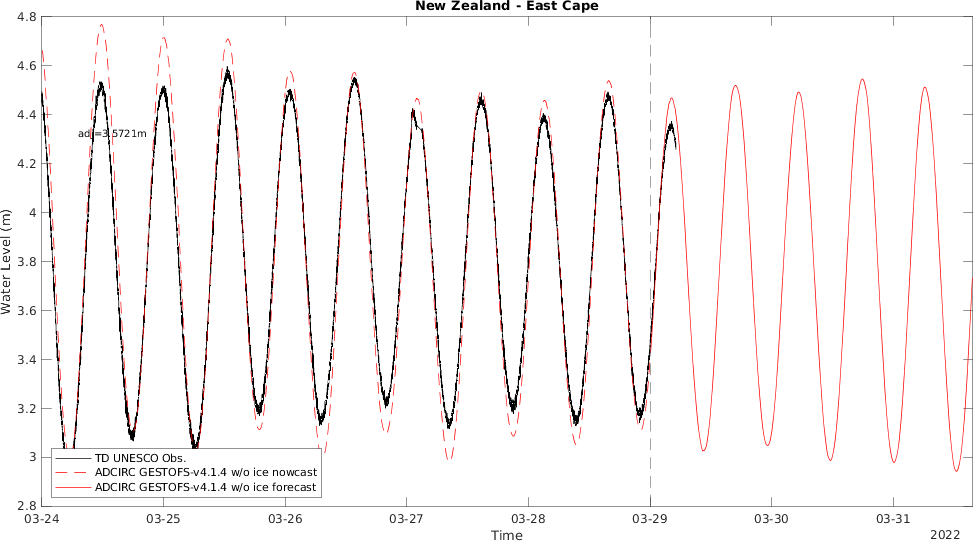 New Zealand - East Cape
4.8
4.6
4.4
4.2
4
3.8
3.6
3.4
3.2
3
2.8
Water Level (m)
adj=3.5721m
TD UNESCO Obs.
ADCIRC GESTOFS-v4.1.4 w/o ice nowcast
ADCIRC GESTOFS-v4.1.4 w/o ice forecast
03-24 03-25 03-26 03-27 03-28 03-29 03-30 03-31
Time
2022